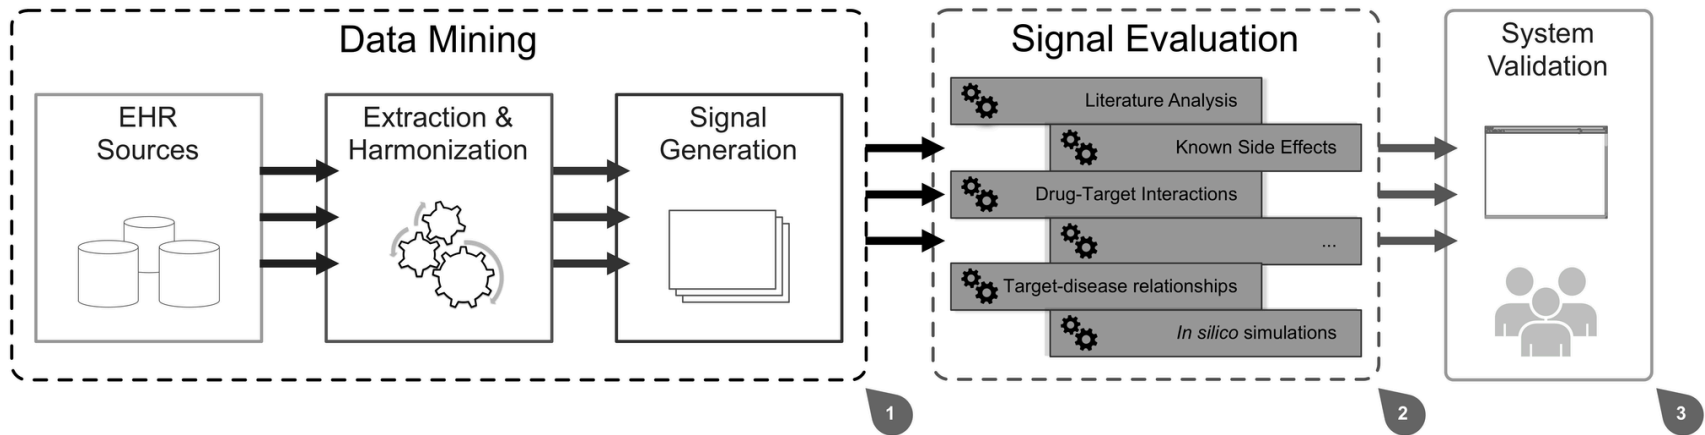 Data Mining
EHR
Sources
Extraction &
Harmonization
Signal
Generation
1
Signal Evaluation
Literature Analysis
Known Side Effects
Drug-Target Interactions
...
Target-disease relationships
In silico simulations
2
System
Validation
3